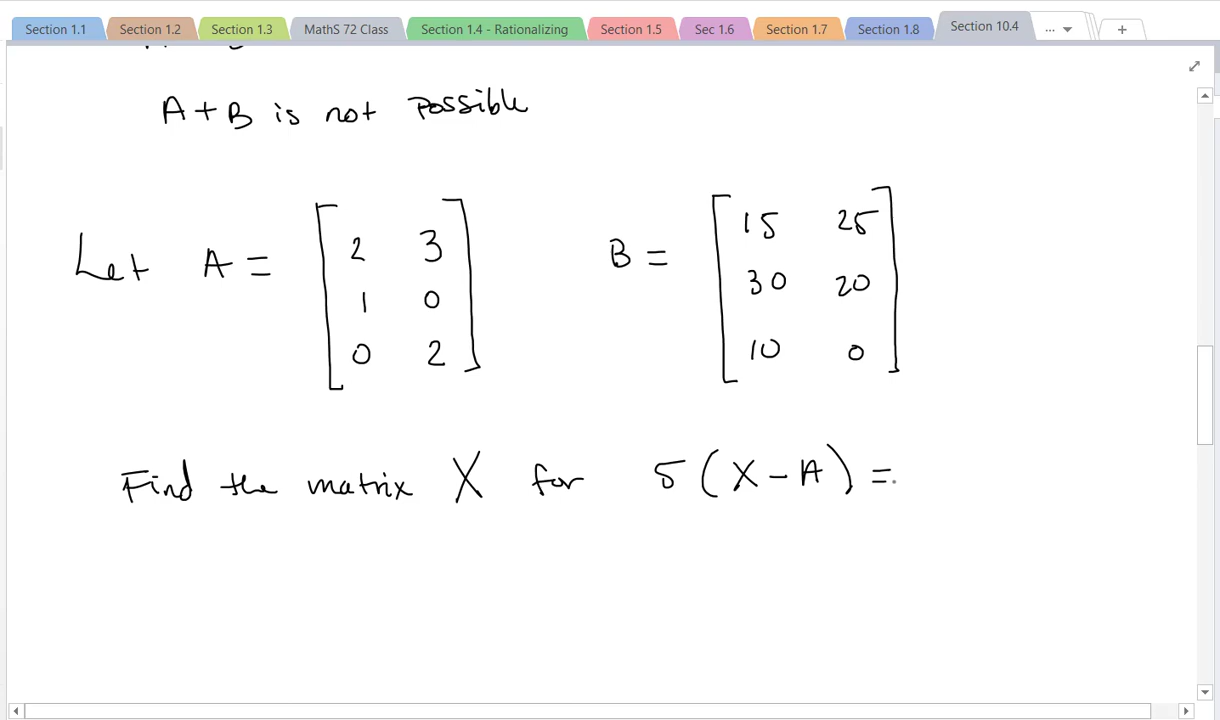 Section 1.1 Section 1.2 Section 1.3 MathS 72 Class Section 1.4 - Rationalizing Section 1.5 Sec 1.6 Section 1.7 Section 1.8 Section 10.4 ... +
A+B is not possible
Let A = [ 2 3 B = [ 15 25
1 0 30 20
0 2 ] 10 0 ]
Find the matrix X for 5(X-A) =